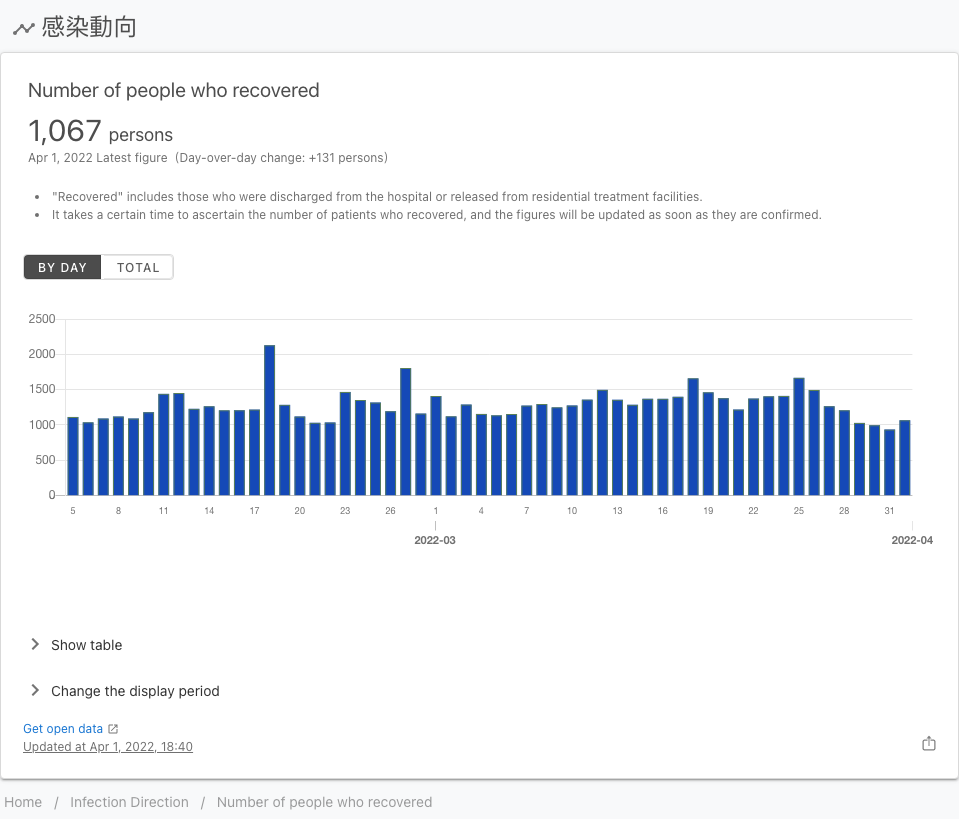 感染動向
Number of people who recovered
1,067 persons
Apr 1, 2022 Latest figure (Day-over-day change: +131 persons)
• "Recovered" includes those who were discharged from the hospital or released from residential treatment facilities.
• It takes a certain time to ascertain the number of patients who recovered, and the figures will be updated as soon as they are confirmed.
BY DAY TOTAL
2500
2000
1500
1000
500
0
5 8 11 14 17 20 23 26 1 4 7 10 13 16 19 22 25 28 31
2022-03 2022-04
Show table
Change the display period
Get open data
Updated at Apr 1, 2022, 18:40
Home / Infection Direction / Number of people who recovered